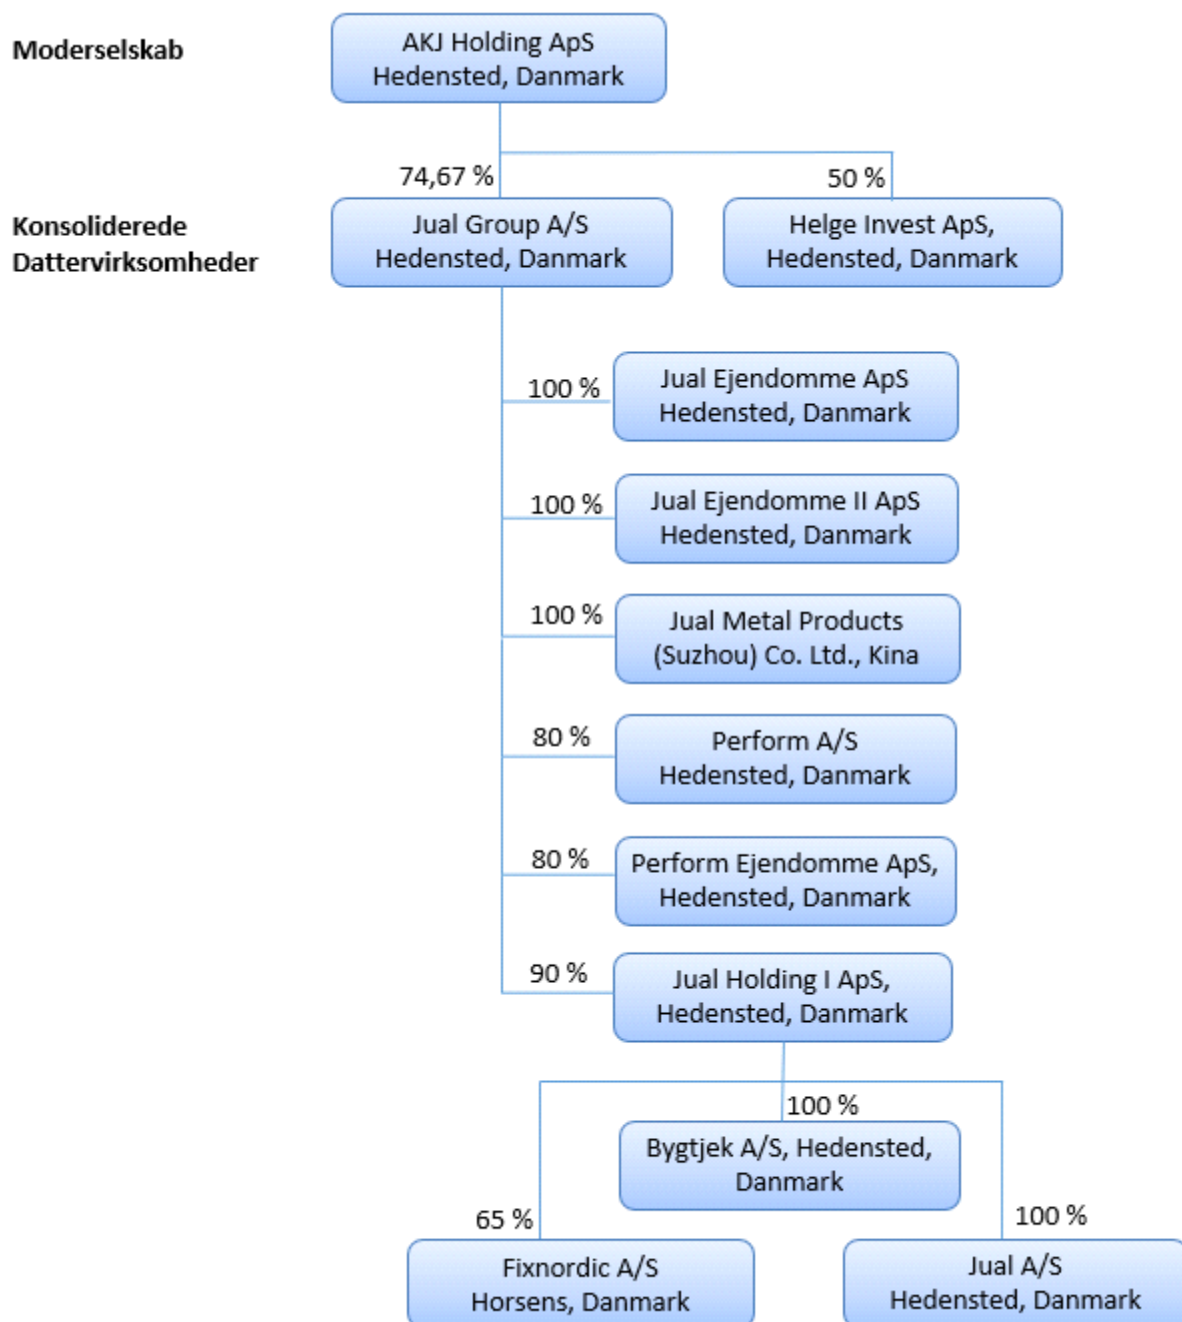 Moderselskab
AKJ Holding ApS
Hedensted, Danmark
74,67 %
50 %
Konsoliderede
Dattervirksomheder
Jual Group A/S
Hedensted, Danmark
Helge Invest ApS,
Hedensted, Danmark
100 %
Jual Ejendomme ApS
Hedensted, Danmark
100 %
Jual Ejendomme II ApS
Hedensted, Danmark
100 %
Jual Metal Products
(Suzhou) Co. Ltd., Kina
80 %
Perform A/S
Hedensted, Danmark
80 %
Perform Ejendomme ApS,
Hedensted, Danmark
90 %
Jual Holding I ApS,
Hedensted, Danmark
100 %
Bygtjek A/S, Hedensted,
Danmark
65 %
Fixnordic A/S
Horsens, Danmark
100 %
Jual A/S
Hedensted, Danmark